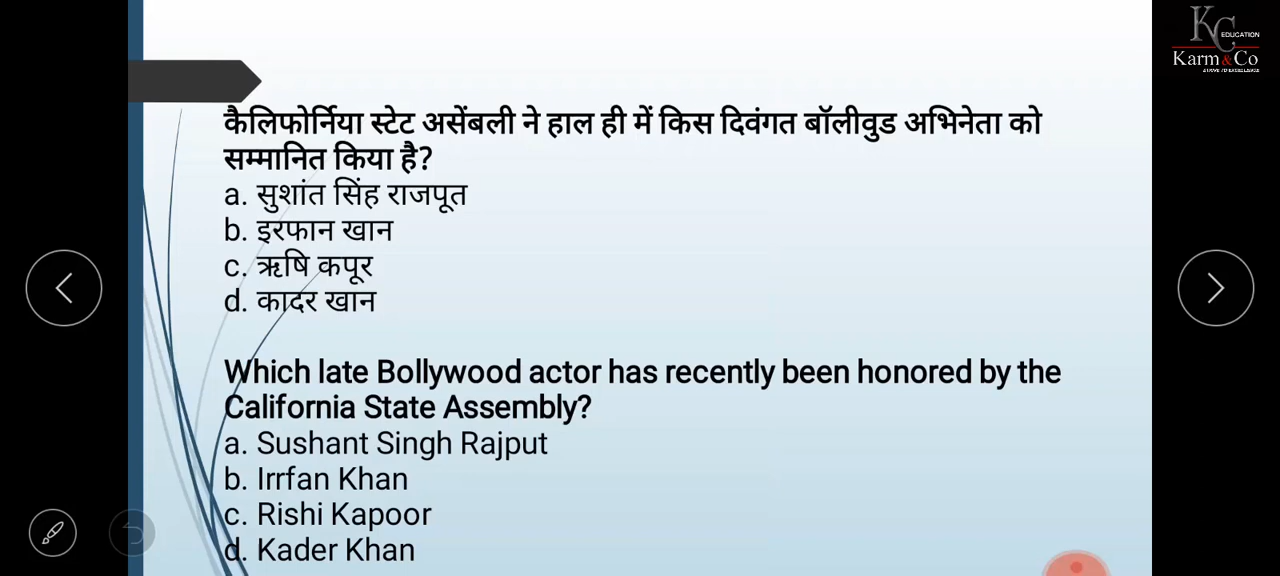 KC EDUCATION
Karm & Co
कैलिफोर्निया स्टेट असेंबली ने हाल ही में किस दिवंगत बॉलीवुड अभिनेता को
सम्मानित किया है?
a. सुशांत सिंह राजपूत
b. इरफान खान
c. ऋषि कपूर
d. कादर खान
Which late Bollywood actor has recently been honored by the
California State Assembly?
a. Sushant Singh Rajput
b. Irrfan Khan
c. Rishi Kapoor
d. Kader Khan